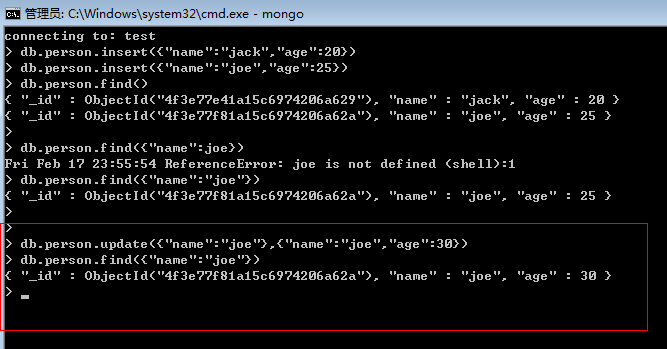 管理员: C:\Windows\system32\cmd.exe - mongo
connecting to: test
> db.person.insert({"name":"jack","age":20})
> db.person.insert({"name":"joe","age":25})
> db.person.find()
{ "_id" : ObjectId("4f3e77e41a15c6974206a629"), "name" : "jack", "age" : 20 }
{ "_id" : ObjectId("4f3e77f81a15c6974206a62a"), "name" : "joe", "age" : 25 }
>
> db.person.find({"name":joe})
Fri Feb 17 23:55:54 ReferenceError: joe is not defined (shell):1
> db.person.find({"name":"joe"})
{ "_id" : ObjectId("4f3e77f81a15c6974206a62a"), "name" : "joe", "age" : 25 }
>
>
> db.person.update({"name":"joe"},{"name":"joe","age":30})
> db.person.find({"name":"joe"})
{ "_id" : ObjectId("4f3e77f81a15c6974206a62a"), "name" : "joe", "age" : 30 }
> _